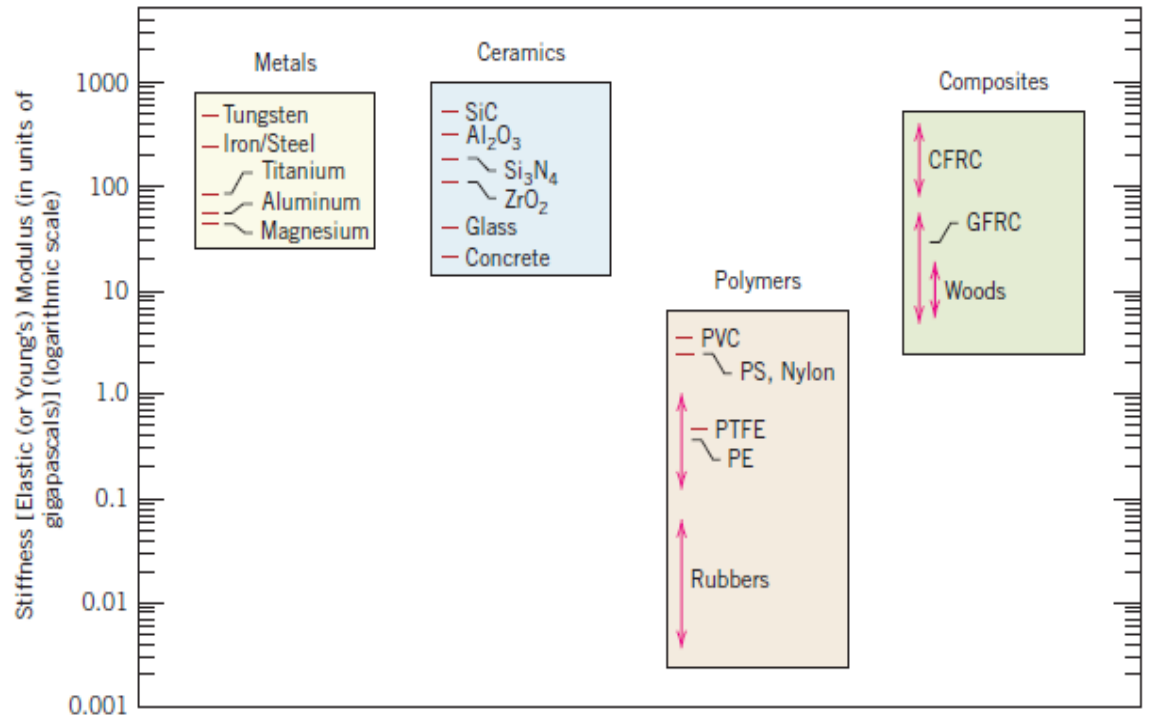 Stiffness [Elastic (or Young's) Modulus (in units of
gigapascals)] (logarithmic scale)
1000
100
10
1.0
0.1
0.01
0.001
Metals
Tungsten
Iron/Steel
Titanium
Aluminum
Magnesium
Ceramics
SiC
Al₂O₃
Si₃N₄
ZrO₂
Glass
Concrete
Polymers
PVC
PS, Nylon
PTFE
PE
Rubbers
Composites
CFRC
GFRC
Woods